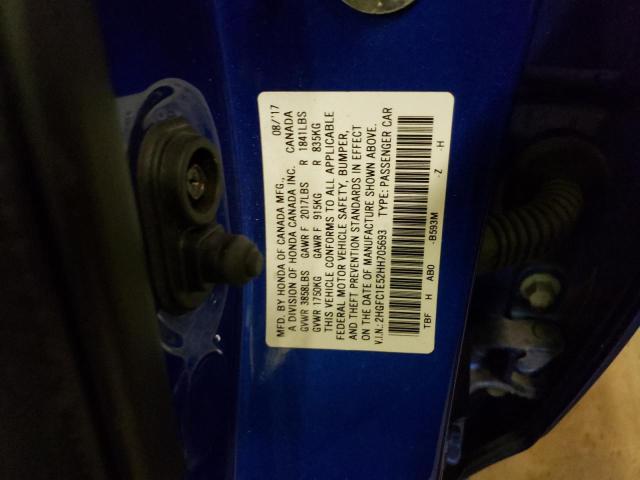 MFD. BY HONDA OF CANADA MFG., 08/'17
A DIVISION OF HONDA CANADA INC. CANADA
GVWR 3858LBS GAWR F 2017LBS R 1841LBS
GVWR 1750KG GAWR F 915KG R 835KG
THIS VEHICLE CONFORMS TO ALL APPLICABLE
FEDERAL MOTOR VEHICLE SAFETY, BUMPER,
AND THEFT PREVENTION STANDARDS IN EFFECT
ON THE DATE OF MANUFACTURE SHOWN ABOVE.
V.I.N.: 2HGFC1E52HH705693 TYPE: PASSENGER CAR
TBF H AB0 -B593M -Z -H